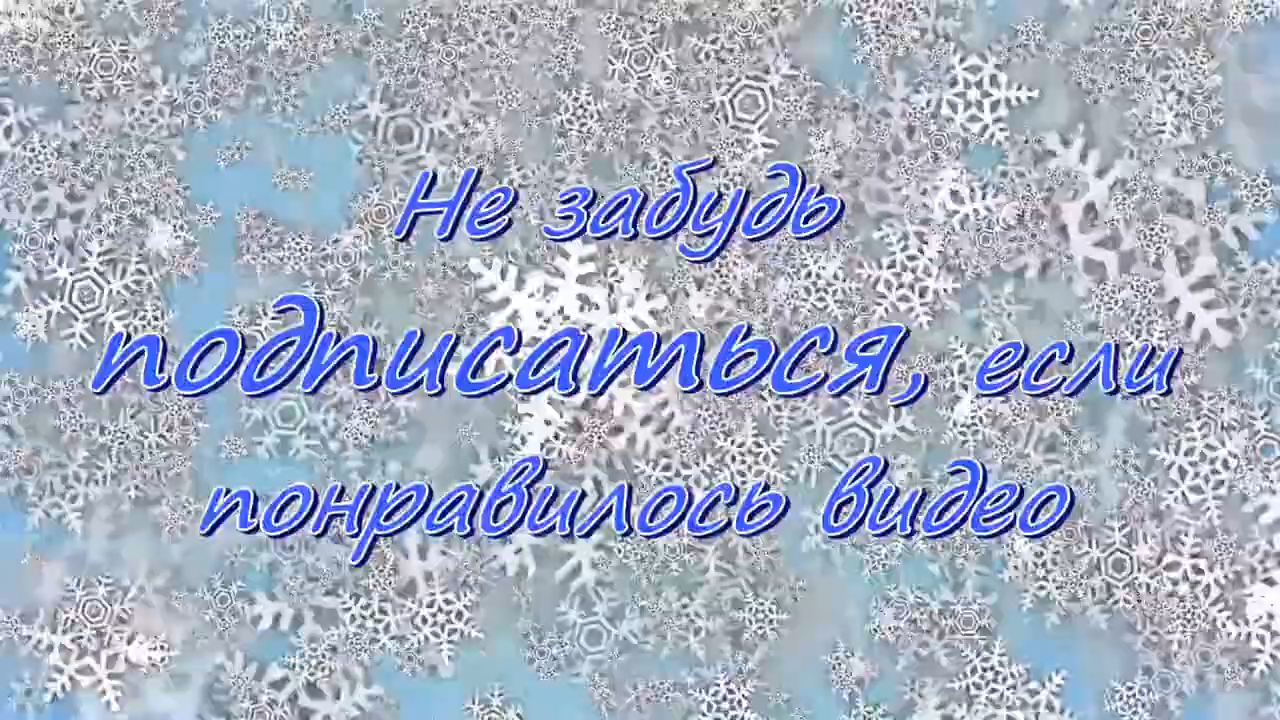 Не забудь
подписаться, если
понравилось видео